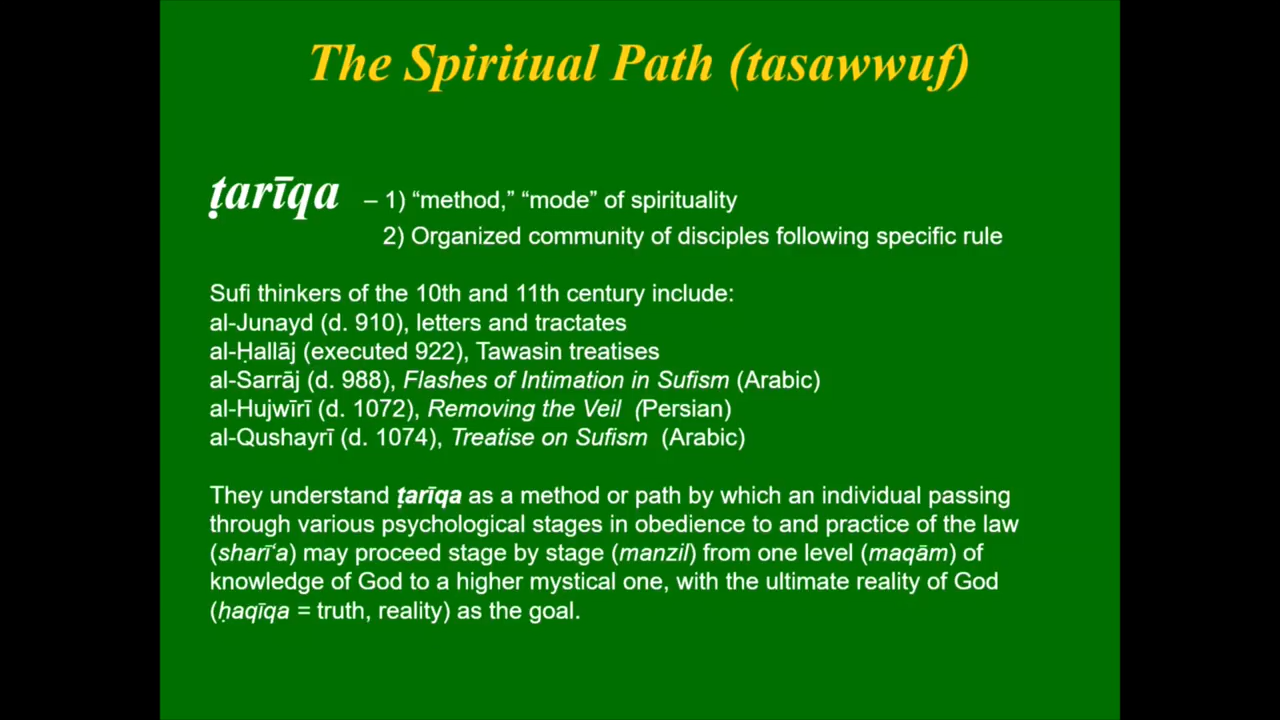 The Spiritual Path (tasawwuf)
ṭarīqa – 1) “method,” “mode” of spirituality
2) Organized community of disciples following specific rule
Sufi thinkers of the 10th and 11th century include:
al-Junayd (d. 910), letters and tractates
al-Ḥallāj (executed 922), Tawasin treatises
al-Sarrāj (d. 988), Flashes of Intimation in Sufism (Arabic)
al-Hujwīrī (d. 1072), Removing the Veil (Persian)
al-Qushayrī (d. 1074), Treatise on Sufism (Arabic)
They understand ṭarīqa as a method or path by which an individual passing
through various psychological stages in obedience to and practice of the law
(sharī‘a) may proceed stage by stage (manzil) from one level (maqām) of
knowledge of God to a higher mystical one, with the ultimate reality of God
(ḥaqīqa = truth, reality) as the goal.